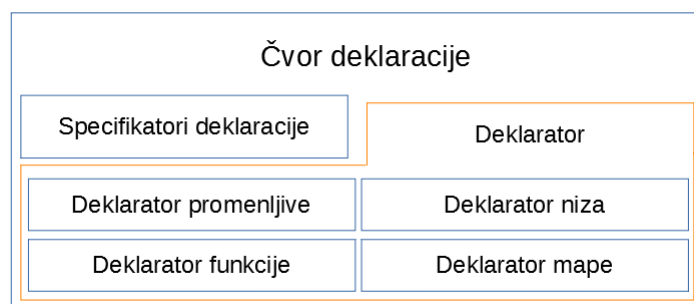 Čvor deklaracije
Specifikatori deklaracije
Deklarator
Deklarator promenljive
Deklarator niza
Deklarator funkcije
Deklarator mape